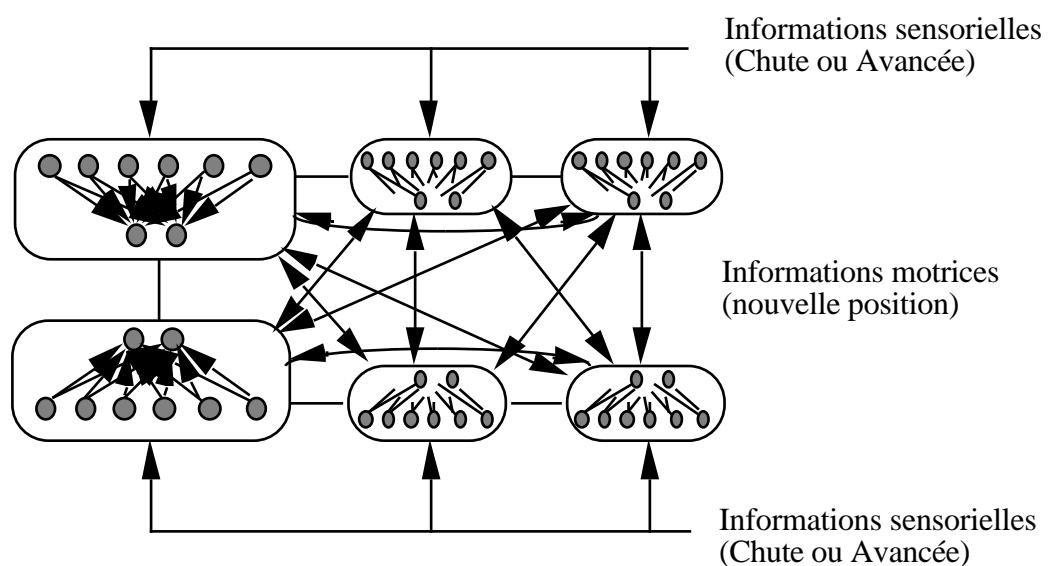 Informations sensorielles
(Chute ou Avancée)
Informations motrices
(nouvelle position)
Informations sensorielles
(Chute ou Avancée)